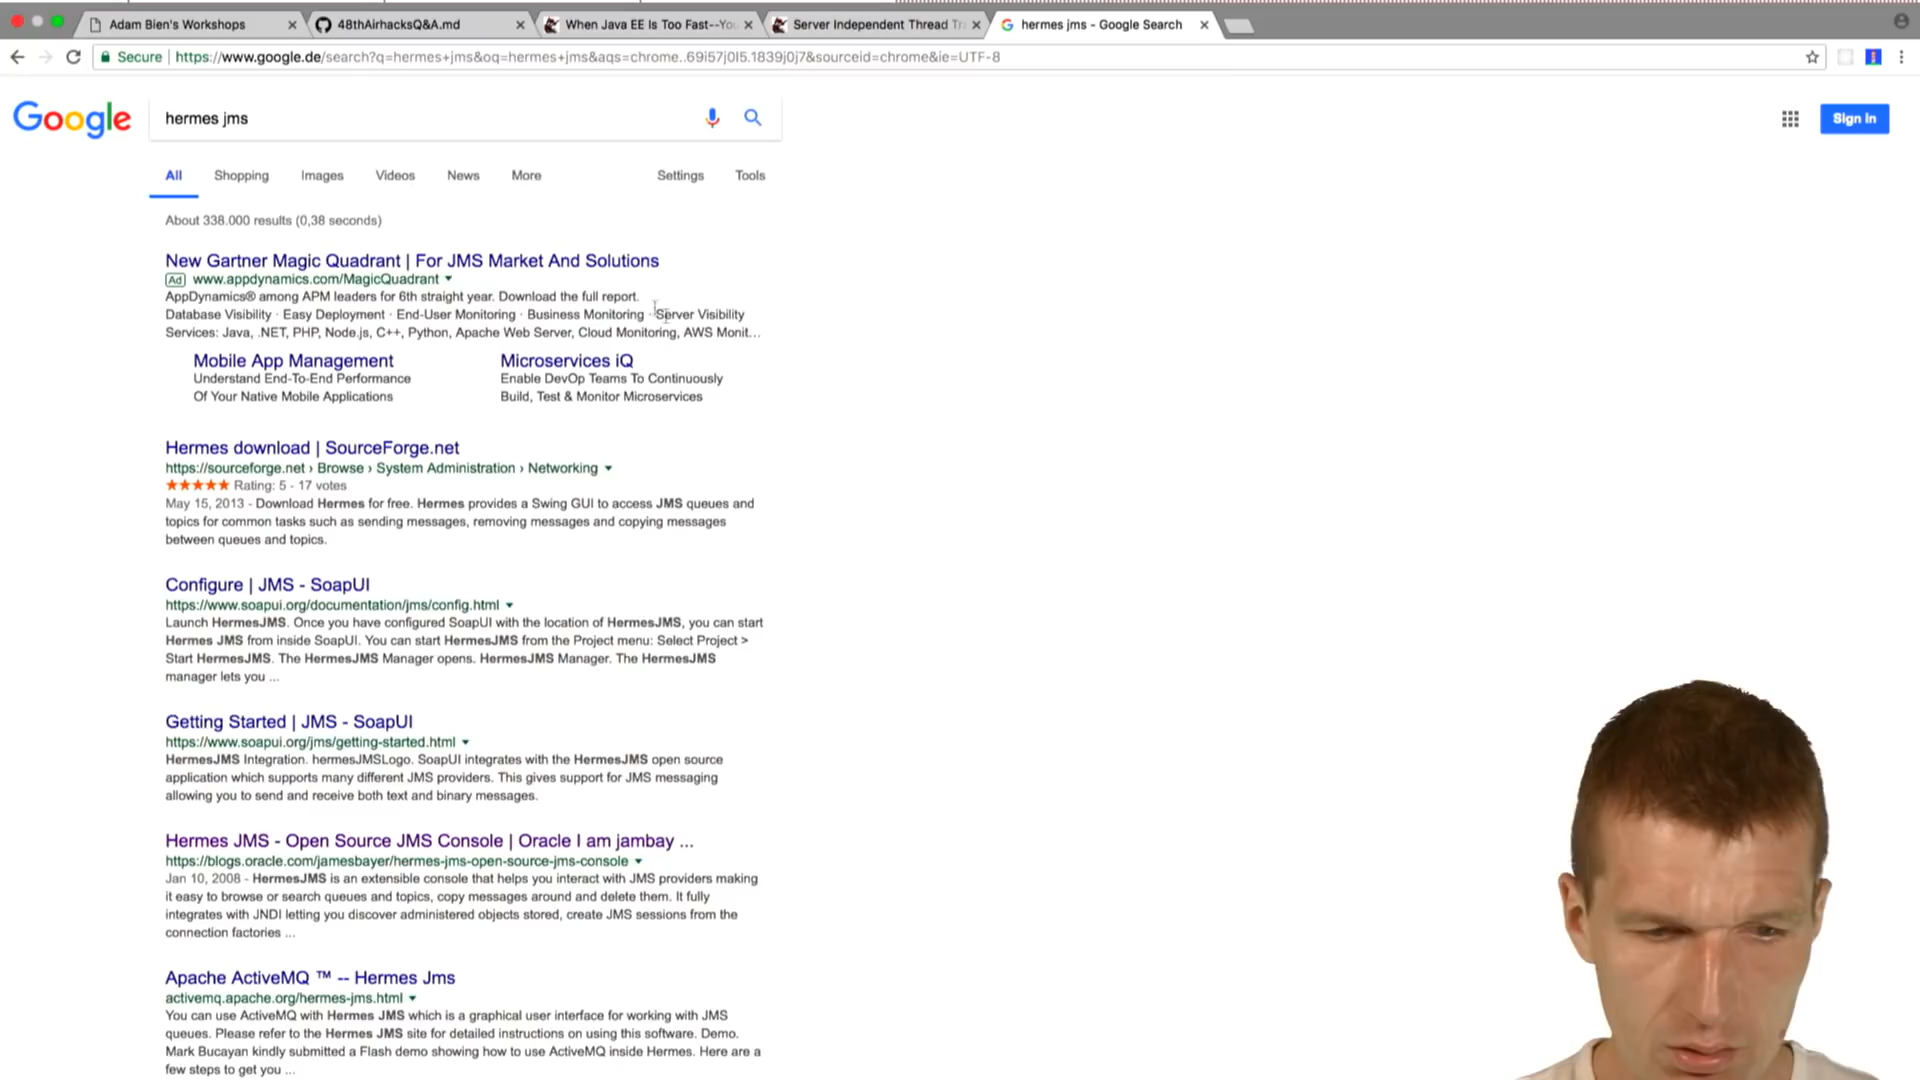 Adam Bien's Workshops
48thAirhacksQ&A.md
When Java EE Is Too Fast--You
Server Independent Thread Tr
hermes jms - Google Search
Secure https://www.google.de/search?q=hermes+jms&oq=hermes+jms&aqs=chrome..69i57j0l5.1839j0j7&sourceid=chrome&ie=UTF-8
Google
hermes jms
Sign in
All Shopping Images Videos News More Settings Tools
About 338.000 results (0,38 seconds)
New Gartner Magic Quadrant | For JMS Market And Solutions
Ad www.appdynamics.com/MagicQuadrant
AppDynamics® among APM leaders for 6th straight year. Download the full report.
Database Visibility · Easy Deployment · End-User Monitoring · Business Monitoring · Server Visibility
Services: Java, .NET, PHP, Node.js, C++, Python, Apache Web Server, Cloud Monitoring, AWS Monit...
Mobile App Management
Understand End-To-End Performance
Of Your Native Mobile Applications
Microservices iQ
Enable DevOp Teams To Continuously
Build, Test & Monitor Microservices
Hermes download | SourceForge.net
https://sourceforge.net › Browse › System Administration › Networking
Rating: 5 - 17 votes
May 15, 2013 - Download Hermes for free. Hermes provides a Swing GUI to access JMS queues and
topics for common tasks such as sending messages, removing messages and copying messages
between queues and topics.
Configure | JMS - SoapUI
https://www.soapui.org/documentation/jms/config.html
Launch HermesJMS. Once you have configured SoapUI with the location of HermesJMS, you can start
Hermes JMS from inside SoapUI. You can start HermesJMS from the Project menu: Select Project >
Start HermesJMS. The HermesJMS Manager opens. HermesJMS Manager. The HermesJMS
manager lets you ...
Getting Started | JMS - SoapUI
https://www.soapui.org/jms/getting-started.html
HermesJMS Integration. hermesJMSLogo. SoapUI integrates with the HermesJMS open source
application which supports many different JMS providers. This gives support for JMS messaging
allowing you to send and receive both text and binary messages.
Hermes JMS - Open Source JMS Console | Oracle I am jambay ...
https://blogs.oracle.com/jamesbayer/hermes-jms-open-source-jms-console
Jan 10, 2008 - HermesJMS is an extensible console that helps you interact with JMS providers making
it easy to browse or search queues and topics, copy messages around and delete them. It fully
integrates with JNDI letting you discover administered objects stored, create JMS sessions from the
connection factories ...
Apache ActiveMQ ™ -- Hermes Jms
activemq.apache.org/hermes-jms.html
You can use ActiveMQ with Hermes JMS which is a graphical user interface for working with JMS
queues. Please refer to the Hermes JMS site for detailed instructions on using this software. Demo.
Mark Bucayan kindly submitted a Flash demo showing how to use ActiveMQ inside Hermes. Here are a
few steps to get you ...